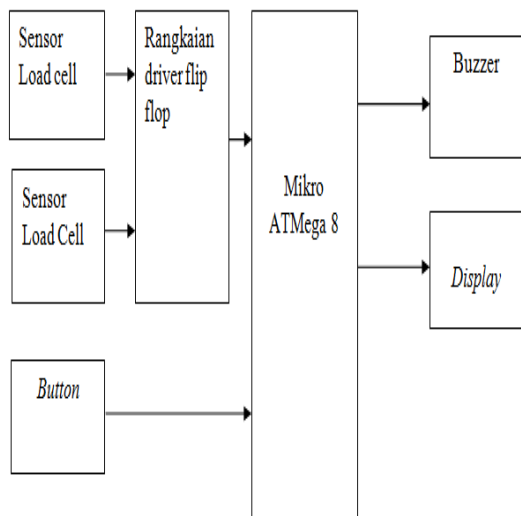 Sensor
Load cell
Rangkaian
driver flip
flop
Sensor
Load Cell
Button
Mikro
ATMega 8
Buzzer
Display